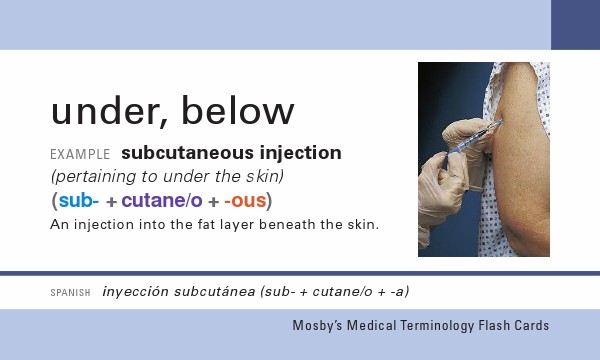 under, below
EXAMPLE subcutaneous injection
(pertaining to under the skin)
(sub- + cutane/o + -ous)
An injection into the fat layer beneath the skin.
SPANISH inyección subcutánea (sub- + cutane/o + -a)
Mosby's Medical Terminology Flash Cards